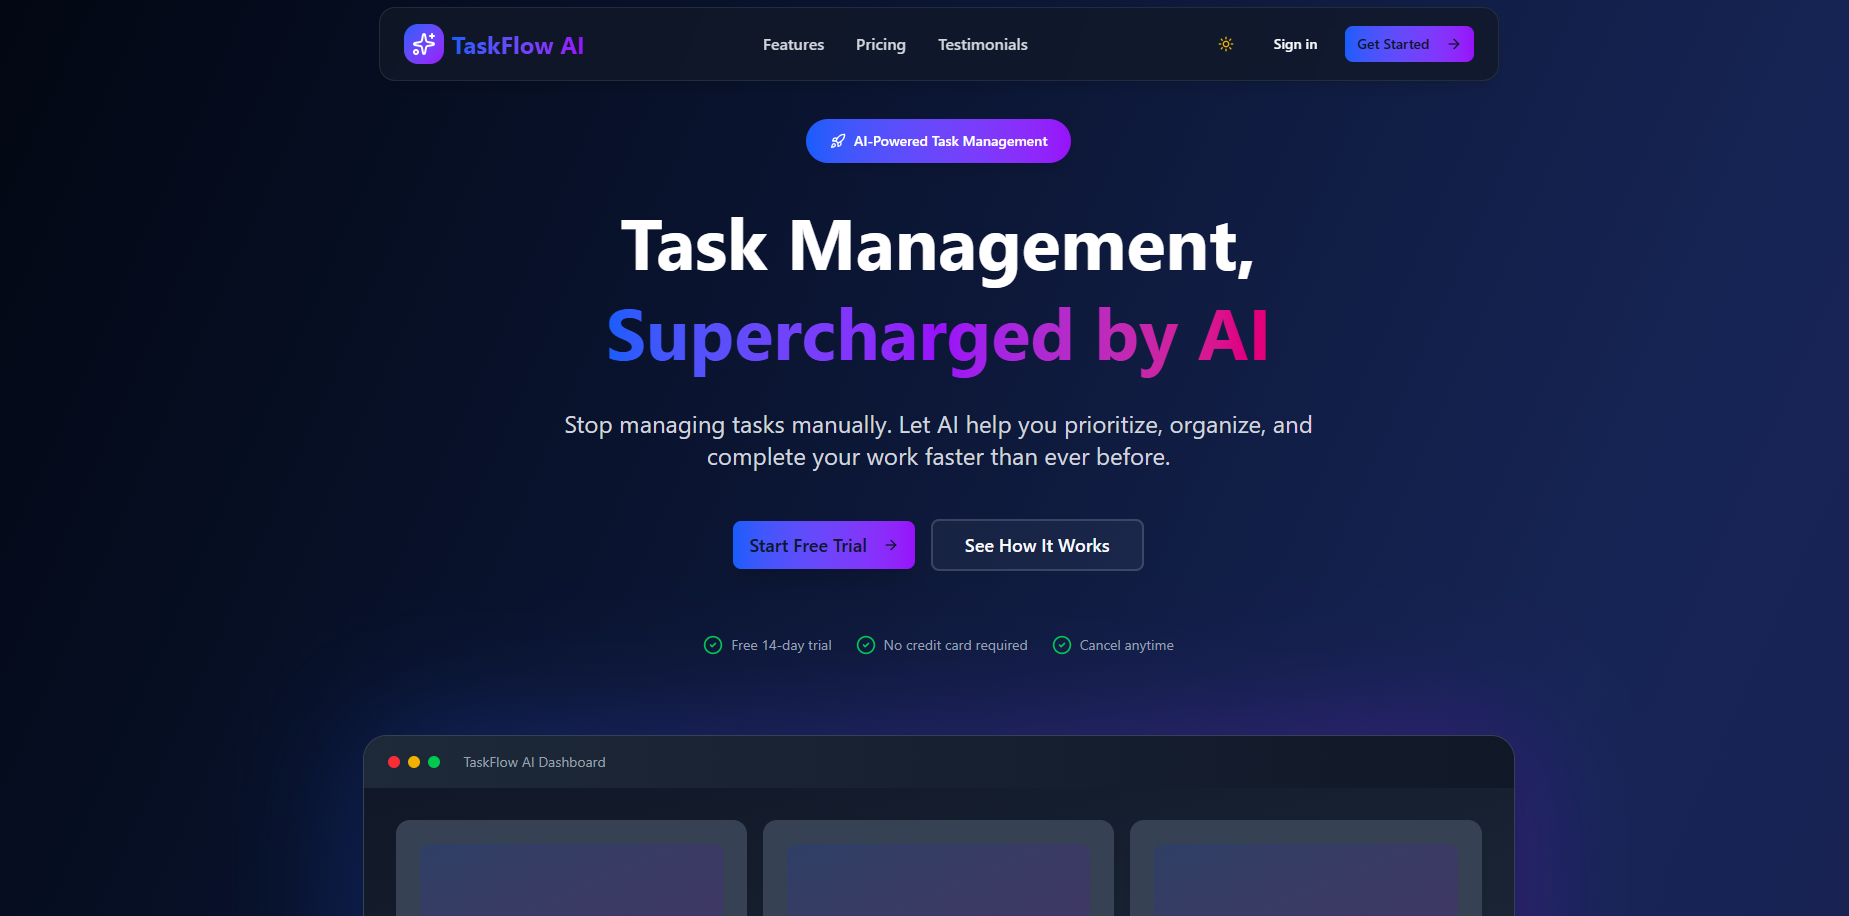 TaskFlow AI
Features
Pricing
Testimonials
Sign in
Get Started
AI-Powered Task Management
Task Management,
Supercharged by AI
Stop managing tasks manually. Let AI help you prioritize, organize, and
complete your work faster than ever before.
Start Free Trial
See How It Works
Free 14-day trial
No credit card required
Cancel anytime
TaskFlow AI Dashboard